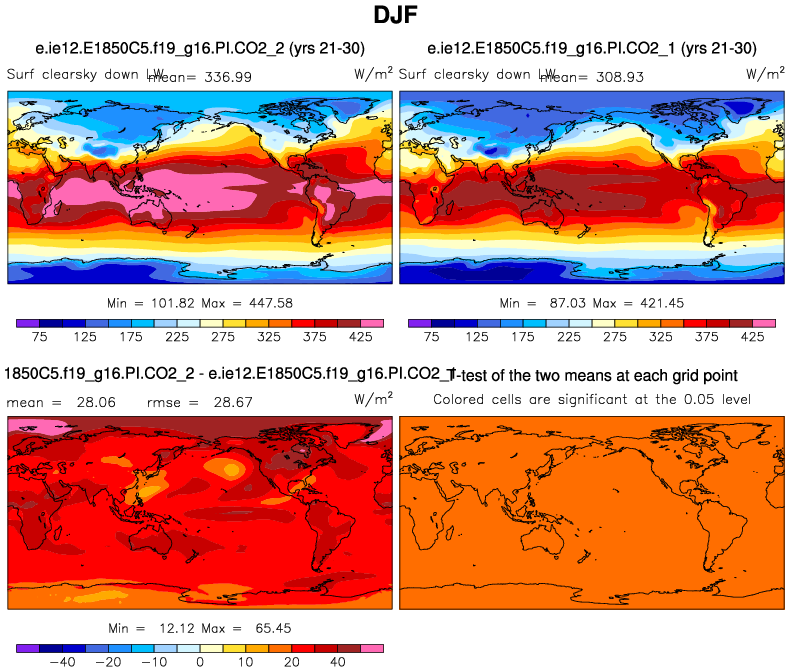 DJF
e.ie12.E1850C5.f19_g16.PI.CO2_2 (yrs 21-30)
Surf clearsky down LW mean= 336.99 W/m²
Min = 101.82 Max = 447.58
75 125 175 225 275 325 375 425
e.ie12.E1850C5.f19_g16.PI.CO2_1 (yrs 21-30)
Surf clearsky down LW mean= 308.93 W/m²
Min = 87.03 Max = 421.45
75 125 175 225 275 325 375 425
1850C5.f19_g16.PI.CO2_2 - e.ie12.E1850C5.f19_g16.PI.CO2_1
mean = 28.06 rmse = 28.67 W/m²
Min = 12.12 Max = 65.45
−40 −20 −10 0 10 20 40
T-test of the two means at each grid point
Colored cells are significant at the 0.05 level